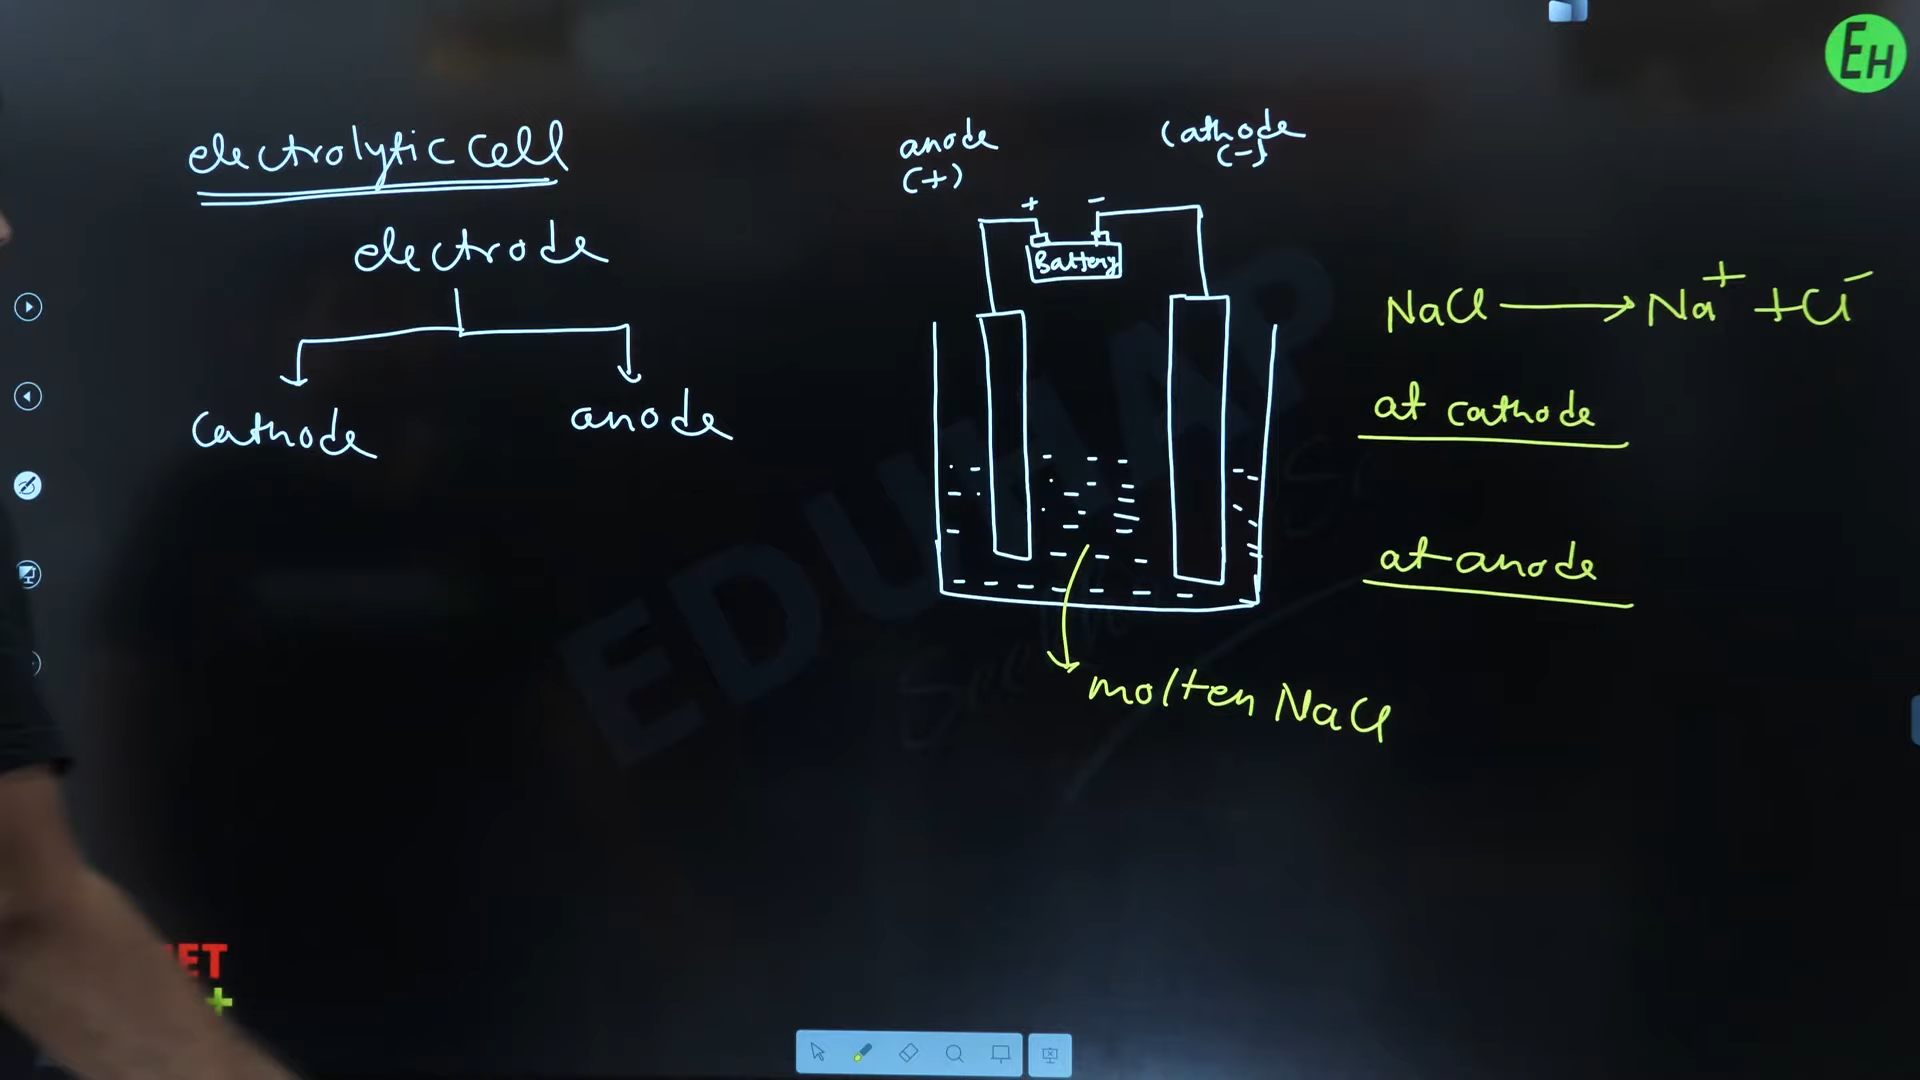 EH
electrolytic cell
electrode
cathode
anode
anode
(+)
cathode
(-)
+ -
Battery
NaCl → Na⁺ + Cl⁻
at cathode
at anode
molten NaCl
EDUHAP
ET
+